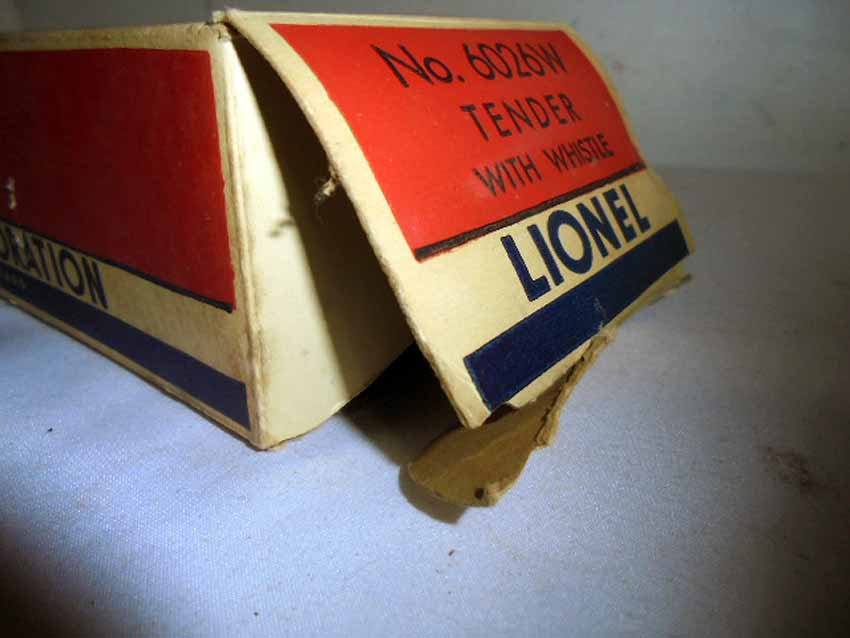 No. 6026W
TENDER
WITH WHISTLE
LIONEL
ORATION